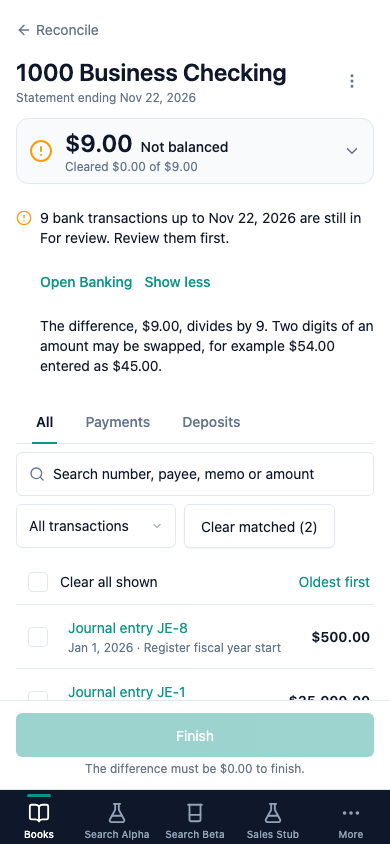 Reconcile
1000 Business Checking
Statement ending Nov 22, 2026
$9.00 Not balanced
Cleared $0.00 of $9.00
9 bank transactions up to Nov 22, 2026 are still in
For review. Review them first.
Open Banking Show less
The difference, $9.00, divides by 9. Two digits of an
amount may be swapped, for example $54.00
entered as $45.00.
All Payments Deposits
Search number, payee, memo or amount
All transactions Clear matched (2)
Clear all shown Oldest first
Journal entry JE-8
$500.00
Jan 1, 2026 · Register fiscal year start
Journal entry JE-1
Finish
The difference must be $0.00 to finish.
Books Search Alpha Search Beta Sales Stub More